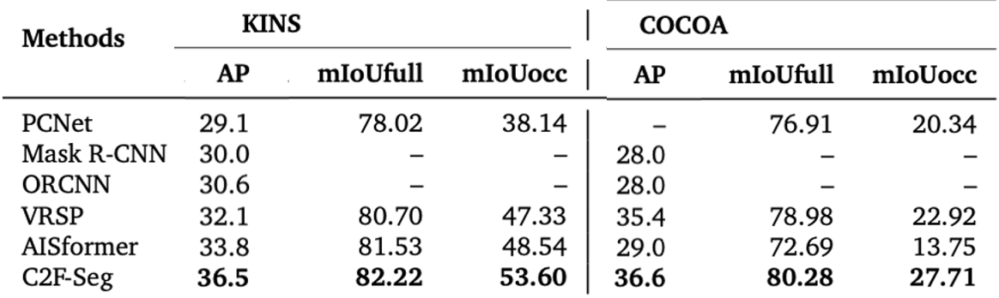 Methods KINS | COCOA
AP mIoUfull mIoUocc | AP mIoUfull mIoUocc
PCNet 29.1 78.02 38.14 – 76.91 20.34
Mask R-CNN 30.0 – – 28.0 – –
ORCNN 30.6 – – 28.0 – –
VRSP 32.1 80.70 47.33 35.4 78.98 22.92
AISformer 33.8 81.53 48.54 29.0 72.69 13.75
C2F-Seg 36.5 82.22 53.60 36.6 80.28 27.71